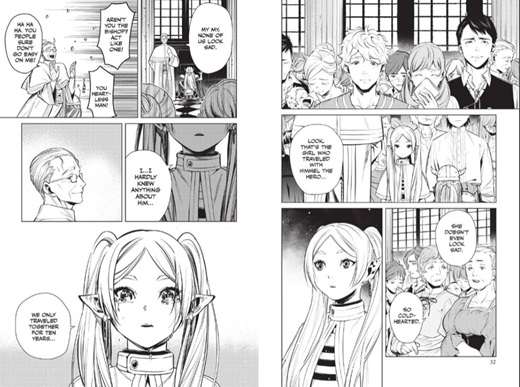 LOOK,
THAT'S THE
GIRL WHO
TRAVELED
WITH
HIMMEL
THE
HERO...
SHE
DOESN'T
EVEN
LOOK
SAD.
SO
COLD-
HEARTED.
32
MY MY.
NONE OF
US LOOK
SAD.
AREN'T
YOU THE
BISHOP?
ACT
LIKE
ONE!
YOU
HEART-
LESS
MAN!
HA HA
HA. YOU
PEOPLE
SURE
DON'T
GO EASY
ON ME!
I...I
HARDLY
KNEW
ANYTHING
ABOUT
HIM...
WE ONLY
TRAVELED
TOGETHER
FOR TEN
YEARS...